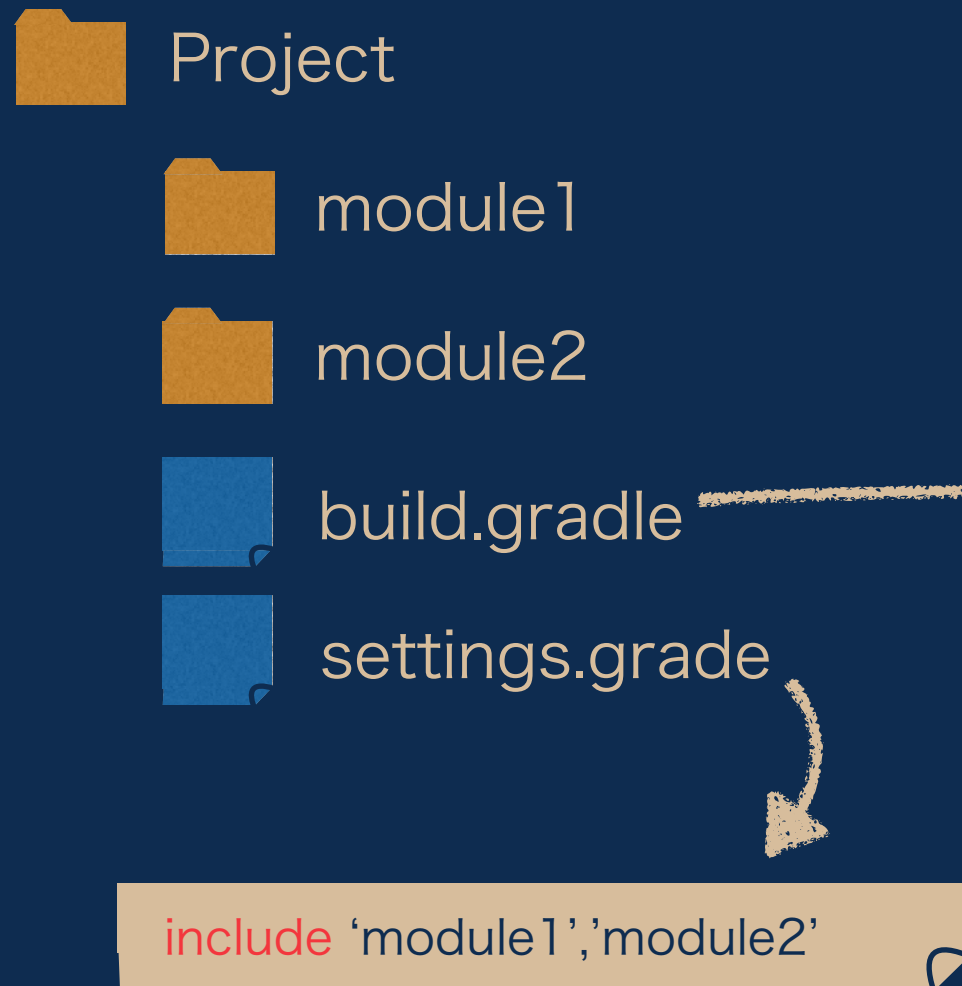 Project
module1
module2
build.gradle
settings.grade
include ‘module1’,’module2’